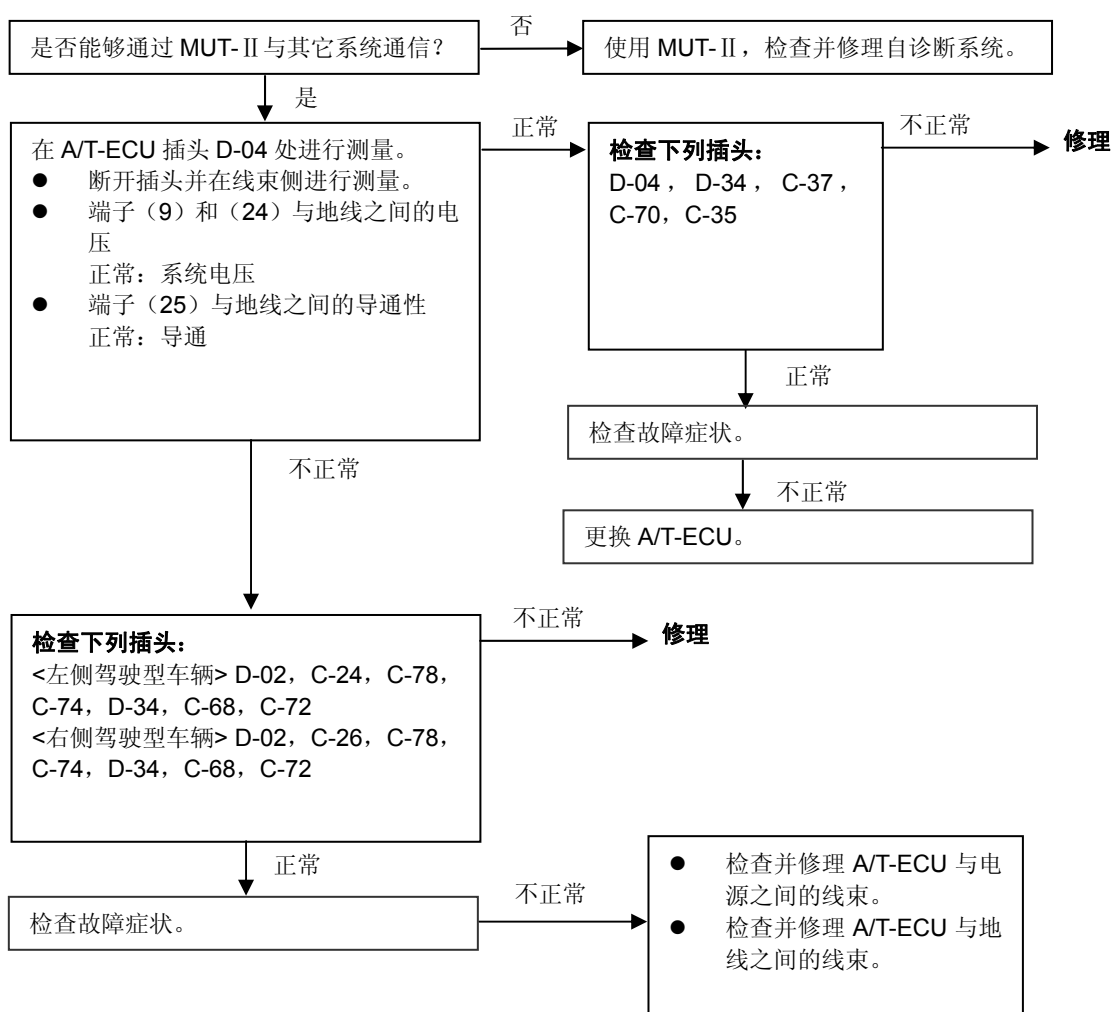 是否能够通过 MUT-Ⅱ与其它系统通信？
否
使用 MUT-Ⅱ，检查并修理自诊断系统。
是
在 A/T-ECU 插头 D-04 处进行测量。
● 断开插头并在线束侧进行测量。
● 端子（9）和（24）与地线之间的电
压
正常：系统电压
● 端子（25）与地线之间的导通性
正常：导通
正常
检查下列插头：
D-04 ， D-34 ， C-37 ，
C-70，C-35
不正常
修理
正常
检查故障症状。
不正常
更换 A/T-ECU。
不正常
检查下列插头：
<左侧驾驶型车辆> D-02，C-24，C-78，
C-74，D-34，C-68，C-72
<右侧驾驶型车辆> D-02，C-26，C-78，
C-74，D-34，C-68，C-72
不正常
修理
正常
检查故障症状。
不正常
● 检查并修理 A/T-ECU 与电
源之间的线束。
● 检查并修理 A/T-ECU 与地
线之间的线束。